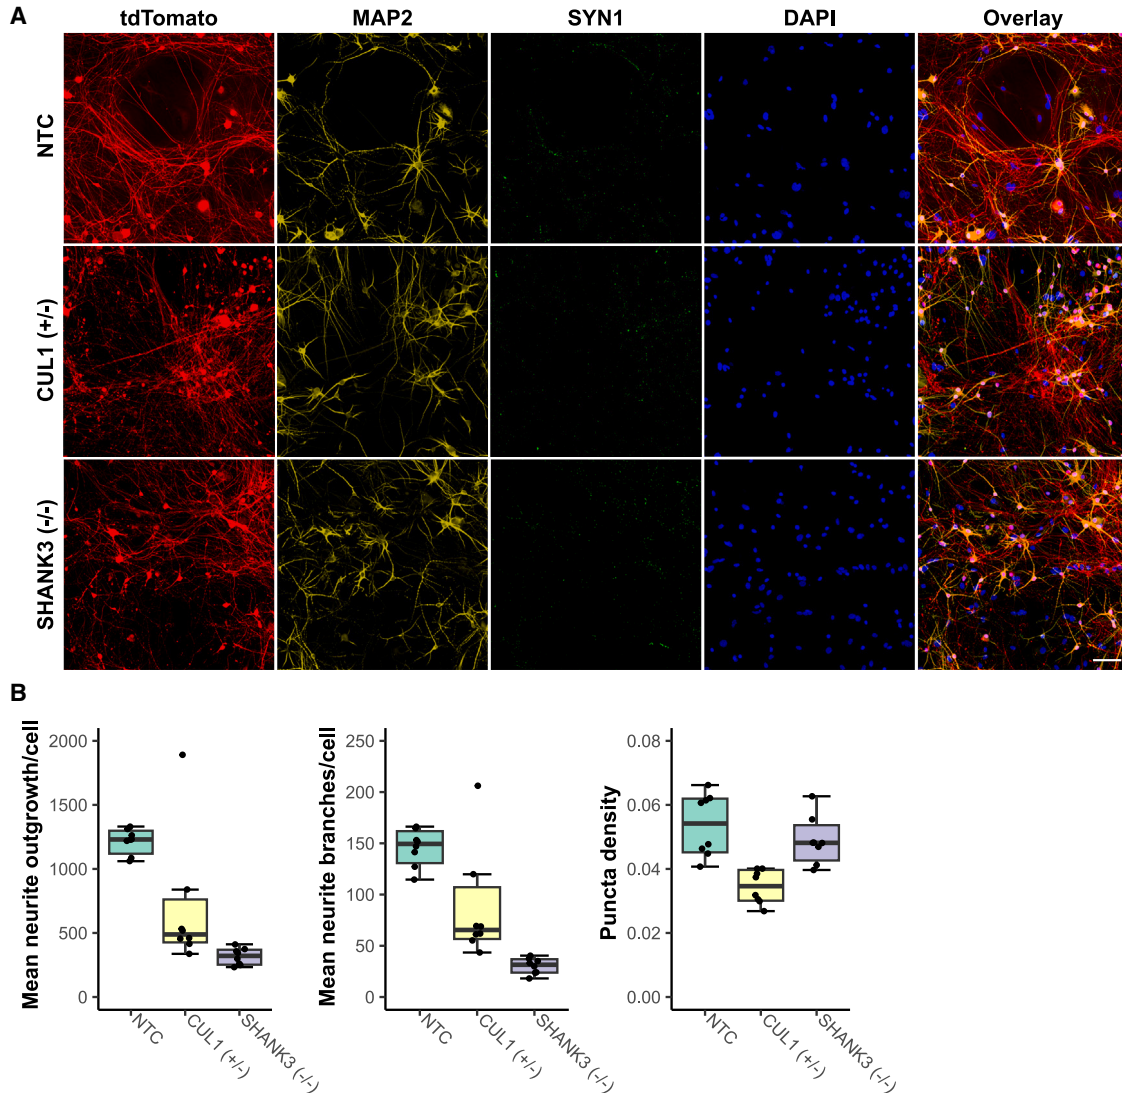 A
tdTomato MAP2 SYN1 DAPI Overlay
NTC
CUL1 (+/-)
SHANK3 (-/-)
B
Mean neurite outgrowth/cell
2000
1500
1000
500
0
NTC
CUL1 (+/-)
SHANK3 (-/-)
Mean neurite branches/cell
250
200
150
100
50
0
NTC
CUL1 (+/-)
SHANK3 (-/-)
Puncta density
0.08
0.06
0.04
0.02
0.00
NTC
CUL1 (+/-)
SHANK3 (-/-)